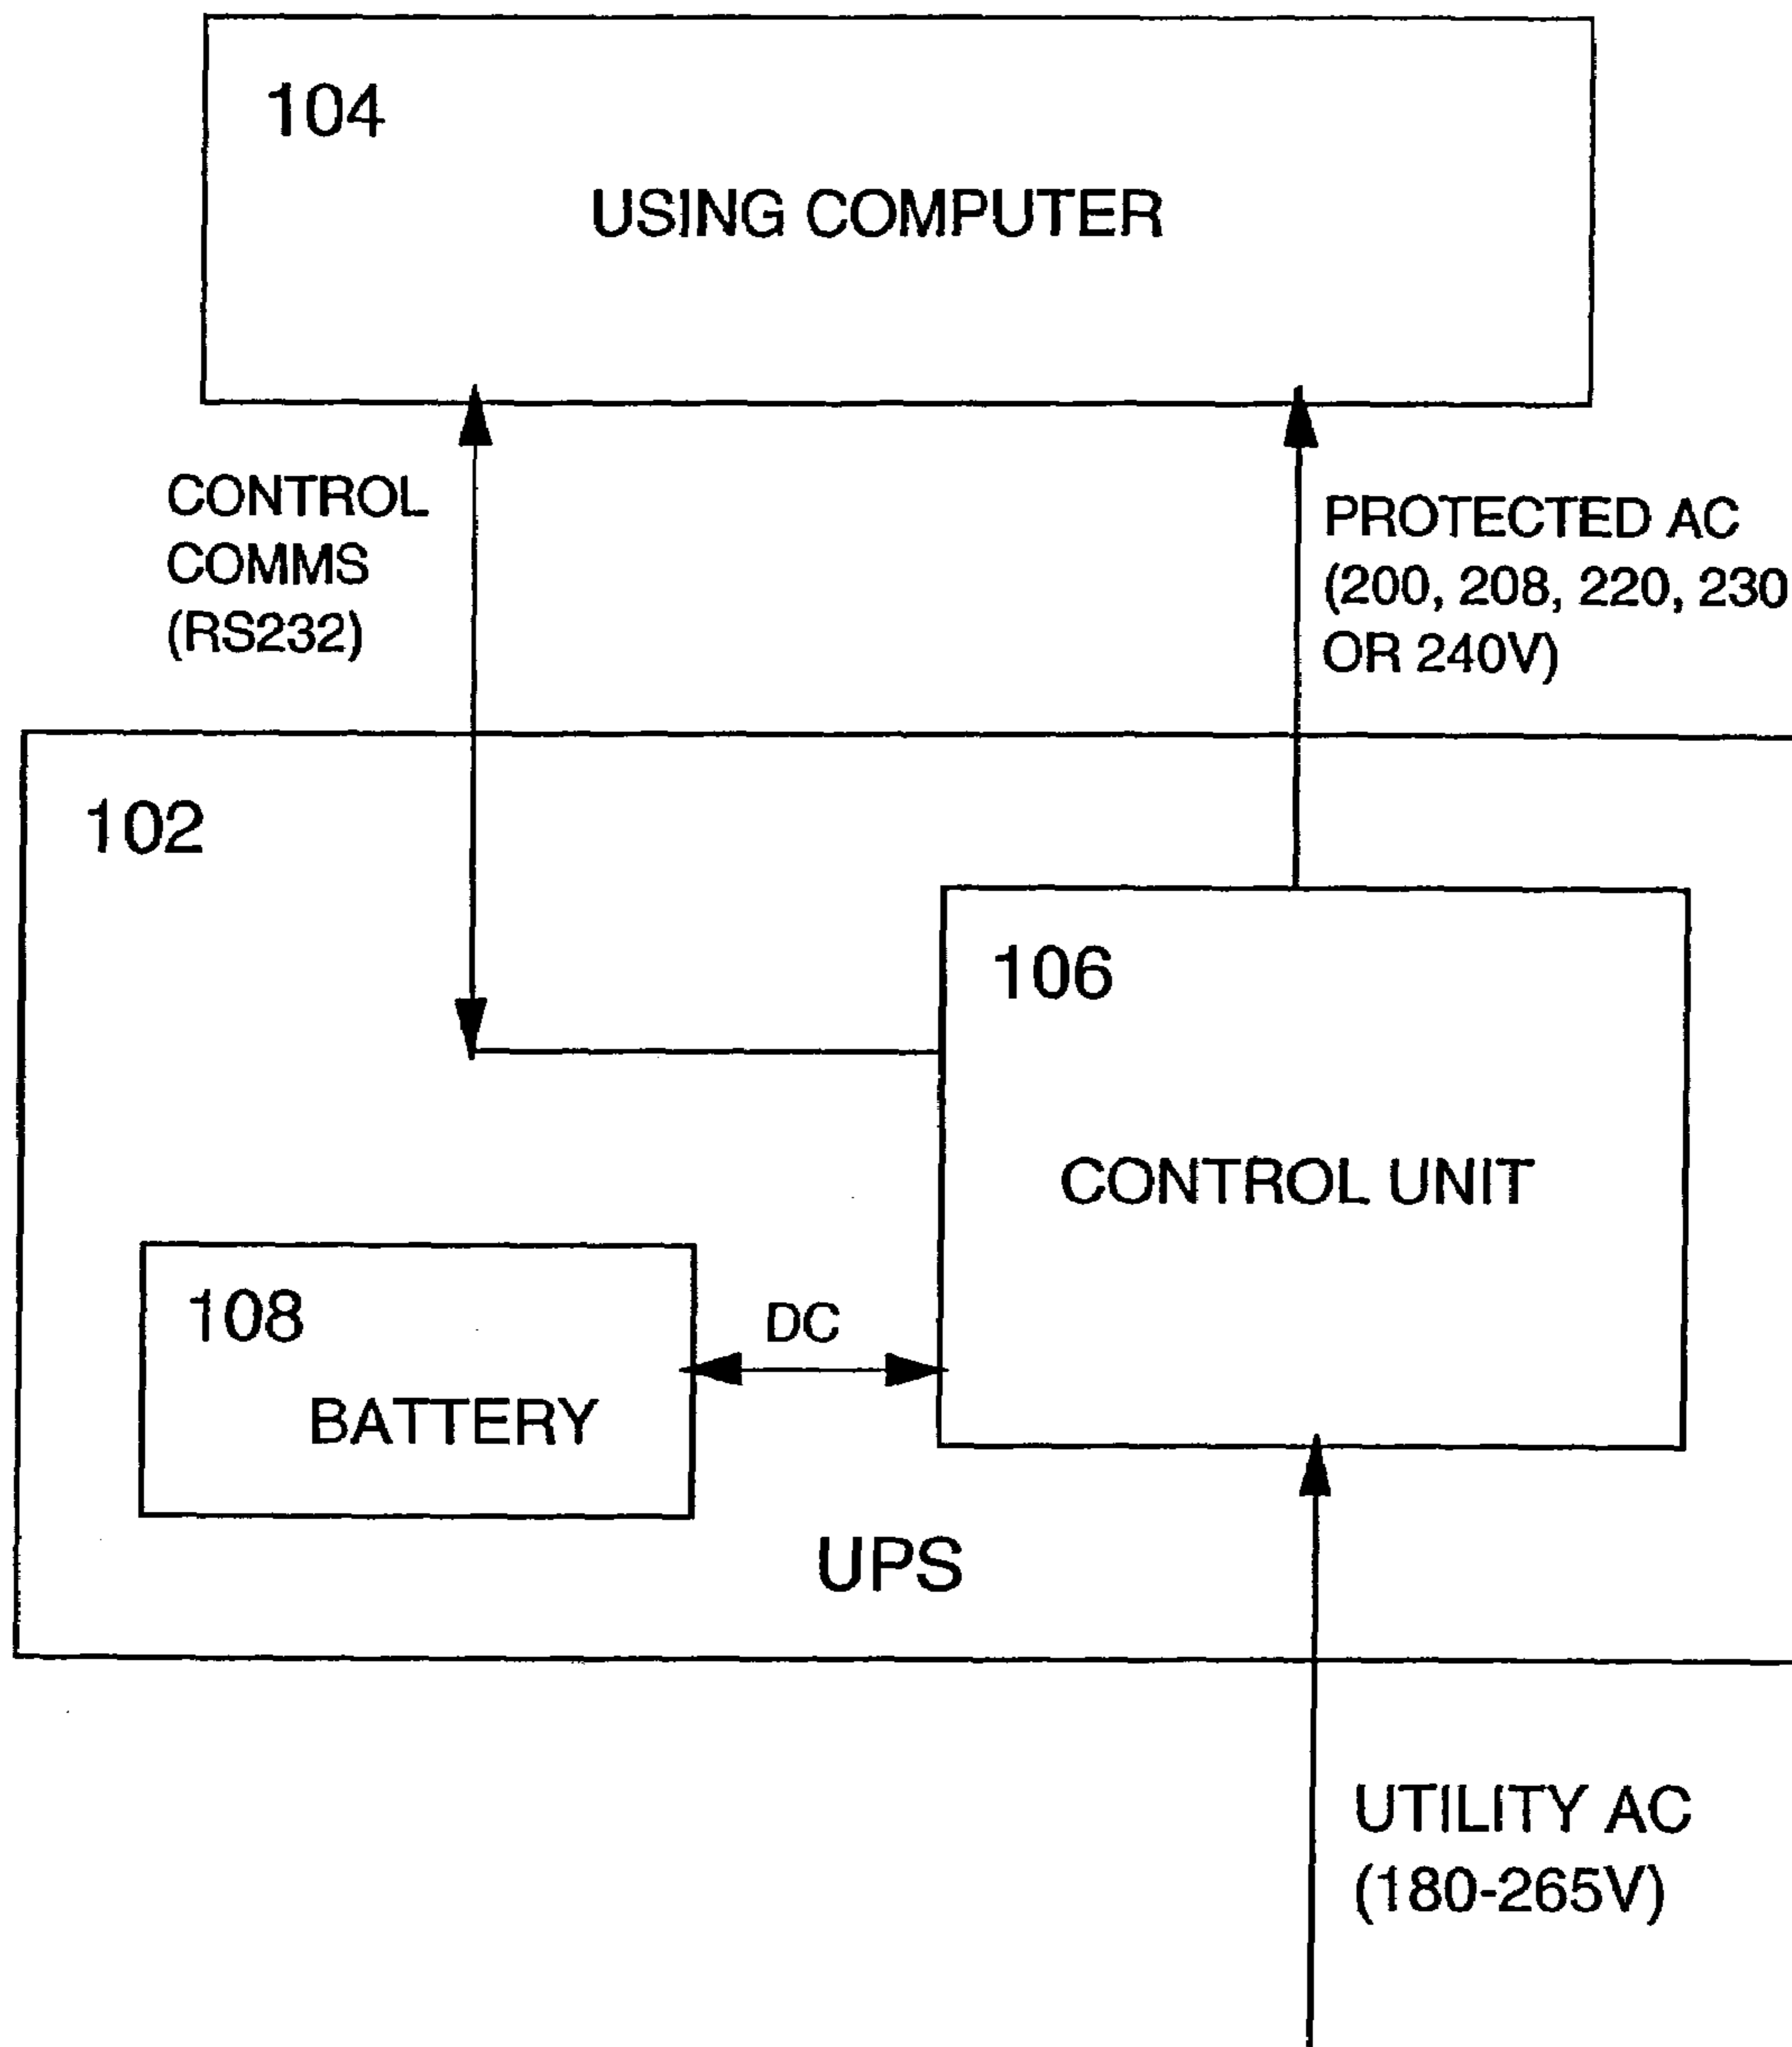 104
USING COMPUTER
CONTROL
COMMS
(RS232)
PROTECTED AC
(200, 208, 220, 230
OR 240V)
102
106
CONTROL UNIT
108
DC
BATTERY
UPS
UTILITY AC
(180-265V)